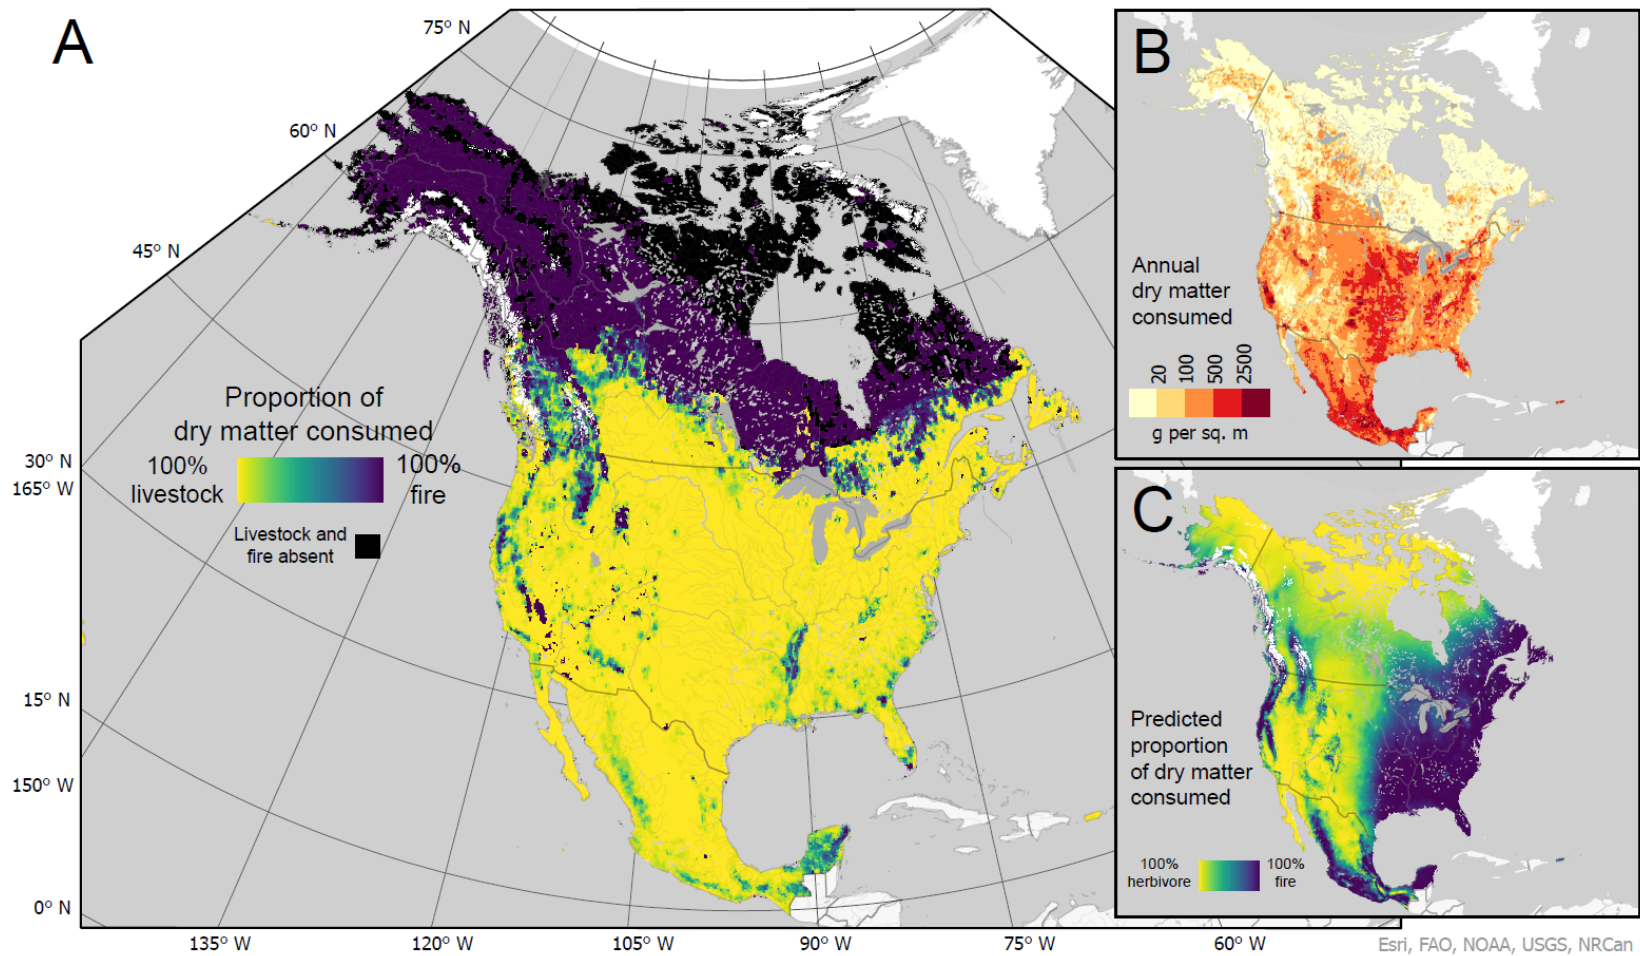 A
75° N
60° N
45° N
30° N
165° W
15° N
150° W
0° N
135° W
120° W
105° W
90° W
75° W
60° W
Proportion of
dry matter consumed
100%
livestock
100%
fire
Livestock and
fire absent
B
Annual
dry matter
consumed
20
100
500
2500
g per sq. m
C
Predicted
proportion
of dry matter
consumed
100%
herbivore
100%
fire
Esri, FAO, NOAA, USGS, NRCan